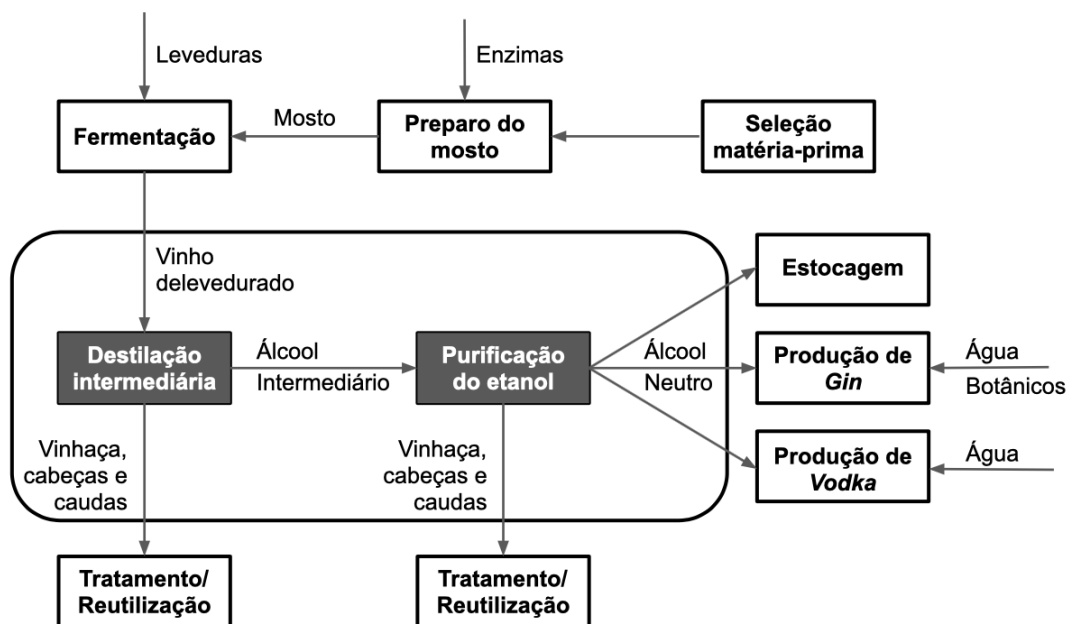 Leveduras
Enzimas
Fermentação
Mosto
Preparo do
mosto
Seleção
matéria-prima
Vinho
delevedurado
Estocagem
Destilação
intermediária
Álcool
Intermediário
Purificação
do etanol
Álcool
Neutro
Produção de
Gin
Água
Botânicos
Vinhaça,
cabeças e
caudas
Vinhaça,
cabeças e
caudas
Produção de
Vodka
Água
Tratamento/
Reutilização
Tratamento/
Reutilização